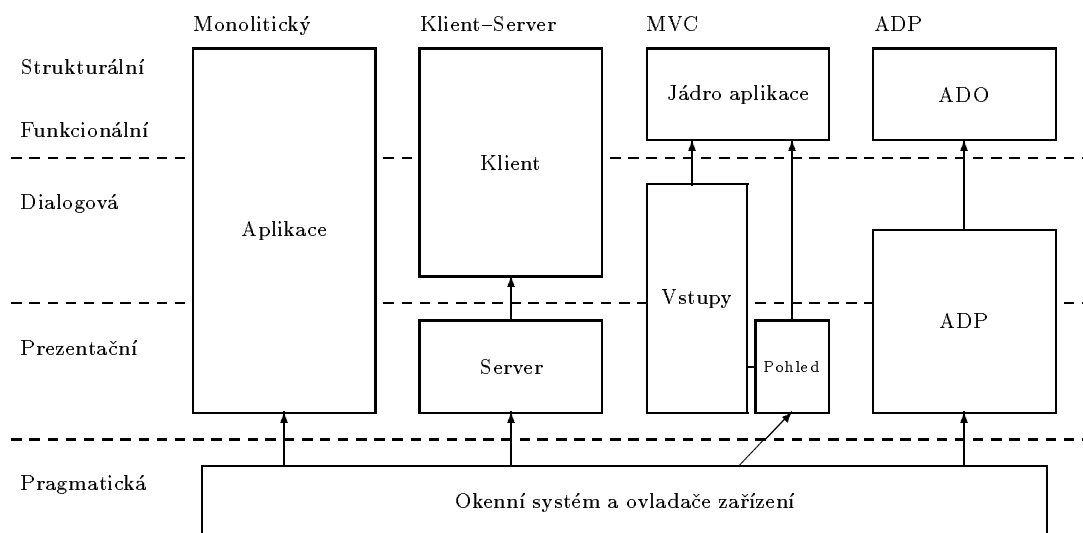 Monolitický
Klient–Server
MVC
ADP
Strukturální
Jádro aplikace
ADO
Funkcionální
Klient
Dialogová
Aplikace
Vstupy
ADP
Prezentační
Server
Pohled
Pragmatická
Okenní systém a ovladače zařízení